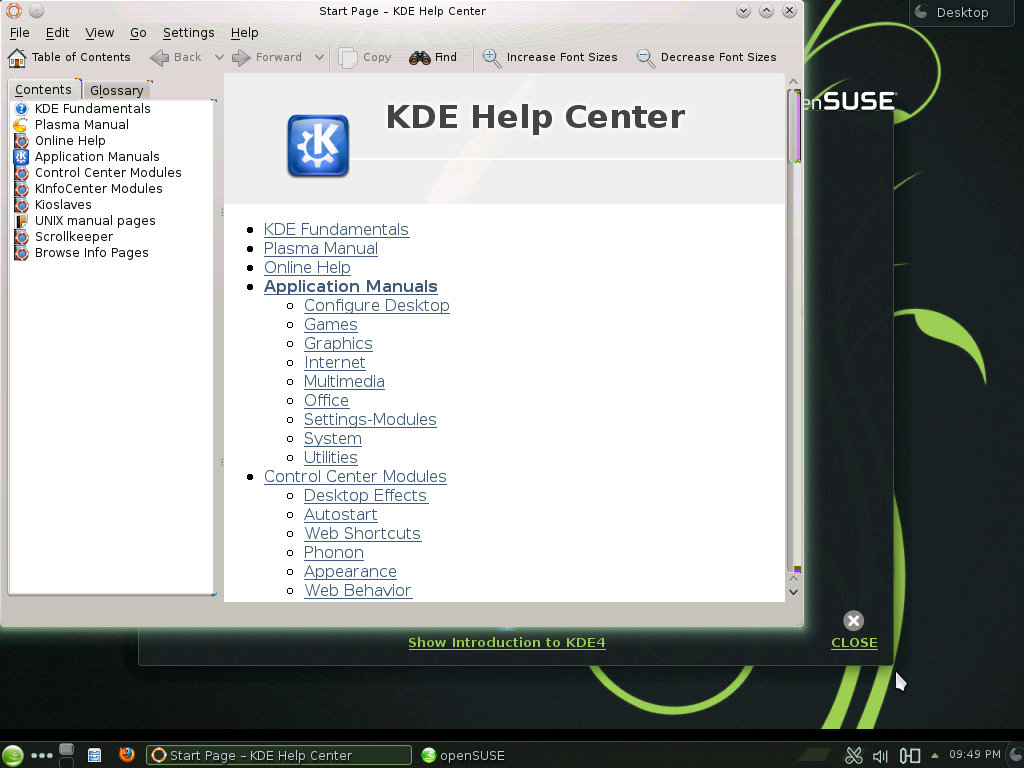 Start Page – KDE Help Center
Desktop
File Edit View Go Settings Help
Table of Contents Back Forward Copy Find Increase Font Sizes Decrease Font Sizes
Contents Glossary
KDE Fundamentals
Plasma Manual
Online Help
Application Manuals
Control Center Modules
KInfoCenter Modules
Kioslaves
UNIX manual pages
Scrollkeeper
Browse Info Pages
KDE Help Center
enSUSE
KDE Fundamentals
Plasma Manual
Online Help
Application Manuals
Configure Desktop
Games
Graphics
Internet
Multimedia
Office
Settings-Modules
System
Utilities
Control Center Modules
Desktop Effects
Autostart
Web Shortcuts
Phonon
Appearance
Web Behavior
Show Introduction to KDE4
CLOSE
Start Page – KDE Help Center
openSUSE
09:49 PM